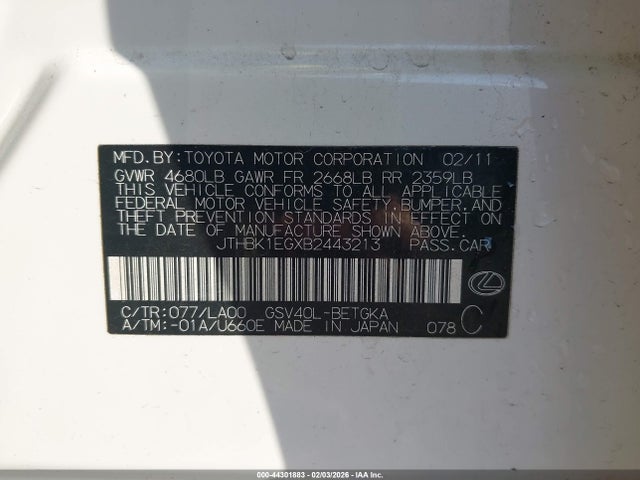 MFD.BY:TOYOTA MOTOR CORPORATION 02/11
GVWR 4680LB GAWR FR 2668LB RR 2359LB
THIS VEHICLE CONFORMS TO ALL APPLICABLE
FEDERAL MOTOR VEHICLE SAFETY,BUMPER,AND
THEFT PREVENTION STANDARDS IN EFFECT ON
THE DATE OF MANUFACTURE SHOWN ABOVE.
JTHBK1EGXB2443213 PASS.CAR
C/TR:077/LA00 GSV40L-BETGKA
A/TM:-01A/U660E MADE IN JAPAN 078 C
000-44301883 - 02/03/2026 - IAA, Inc.